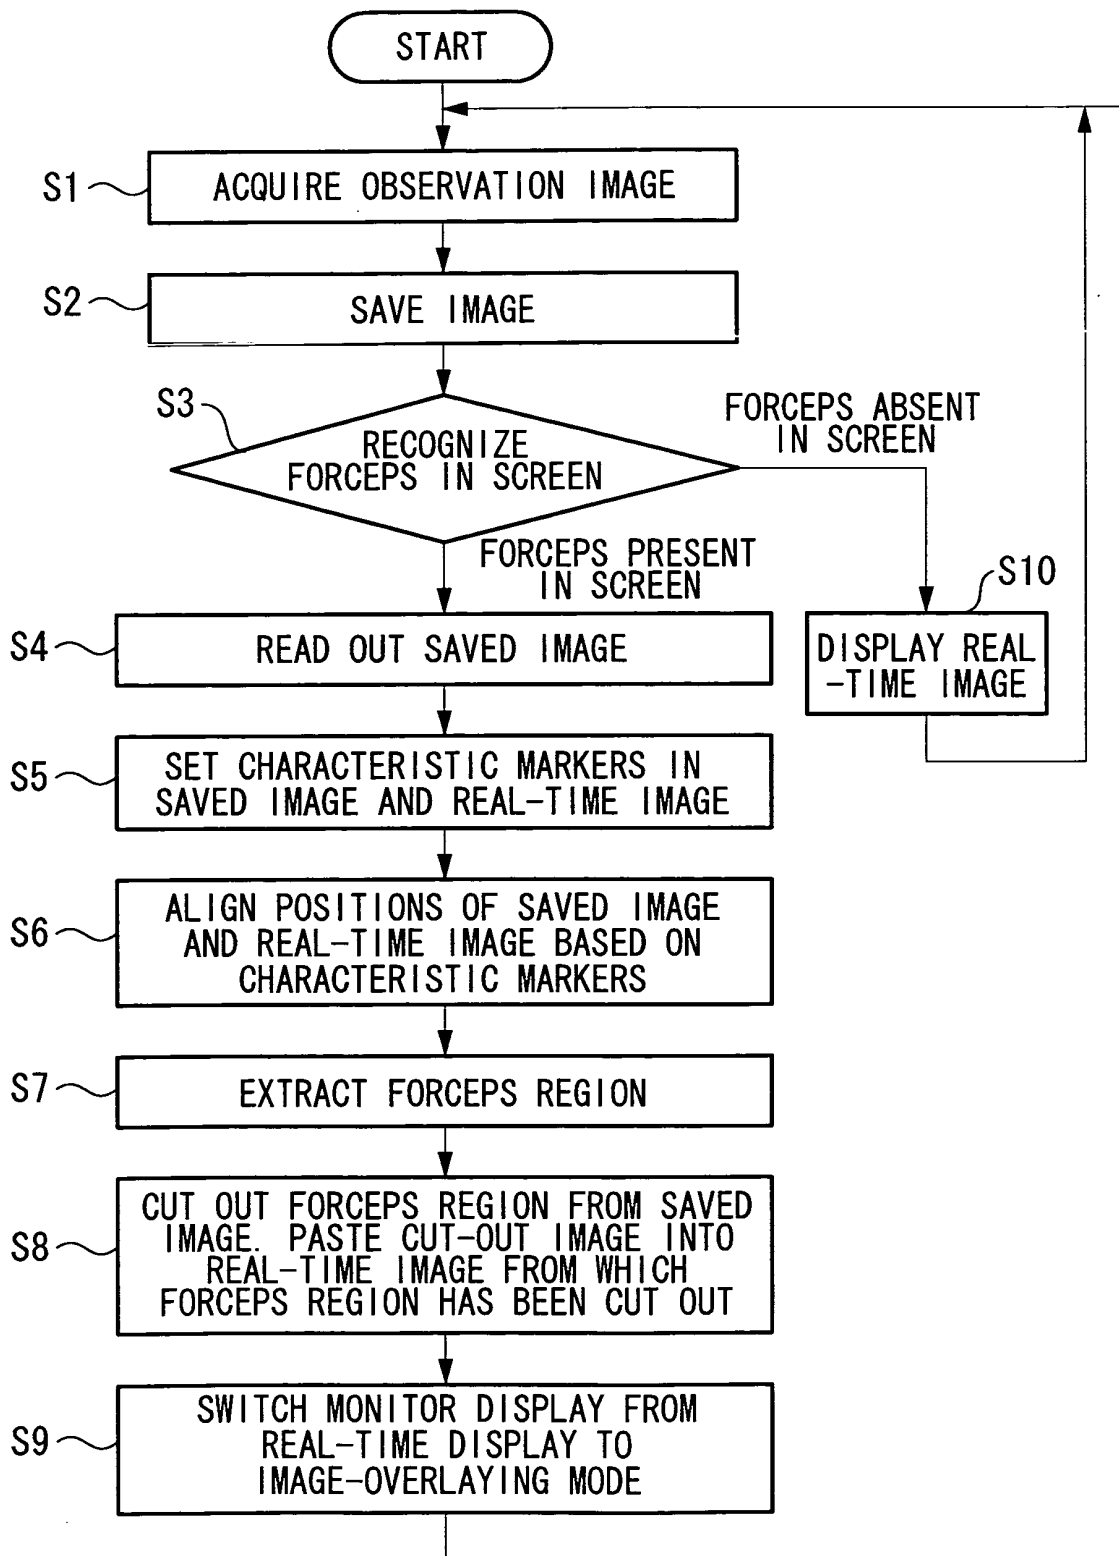 START
S1
ACQUIRE OBSERVATION IMAGE
S2
SAVE IMAGE
S3
RECOGNIZE
FORCEPS IN SCREEN
FORCEPS ABSENT
IN SCREEN
FORCEPS PRESENT
IN SCREEN
S10
DISPLAY REAL
-TIME IMAGE
S4
READ OUT SAVED IMAGE
S5
SET CHARACTERISTIC MARKERS IN
SAVED IMAGE AND REAL-TIME IMAGE
S6
ALIGN POSITIONS OF SAVED IMAGE
AND REAL-TIME IMAGE BASED ON
CHARACTERISTIC MARKERS
S7
EXTRACT FORCEPS REGION
S8
CUT OUT FORCEPS REGION FROM SAVED
IMAGE. PASTE CUT-OUT IMAGE INTO
REAL-TIME IMAGE FROM WHICH
FORCEPS REGION HAS BEEN CUT OUT
S9
SWITCH MONITOR DISPLAY FROM
REAL-TIME DISPLAY TO
IMAGE-OVERLAYING MODE